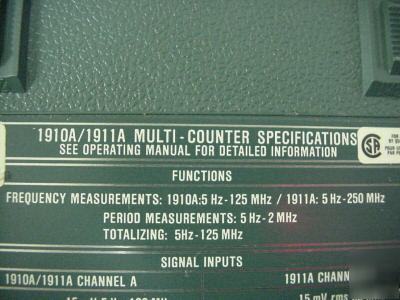 1910A/1911A MULTI-COUNTER SPECIFICATIONS
SEE OPERATING MANUAL FOR DETAILED INFORMATION
FUNCTIONS
FREQUENCY MEASUREMENTS: 1910A:5 Hz-125 MHz / 1911A: 5 Hz-250 MHz
PERIOD MEASUREMENTS: 5 Hz-2 MHz
TOTALIZING: 5Hz-125 MHz
SIGNAL INPUTS
1910A/1911A CHANNEL A
1911A CHANN
15 mV rms